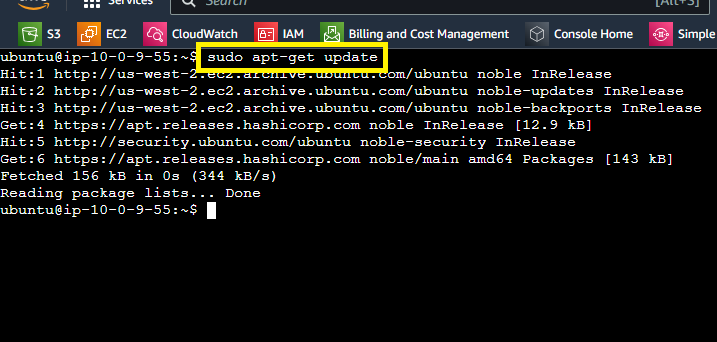 aws Services Search [Alt+S]
S3 EC2 CloudWatch IAM Billing and Cost Management Console Home Simple
ubuntu@ip-10-0-9-55:~$ sudo apt-get update
Hit:1 http://us-west-2.ec2.archive.ubuntu.com/ubuntu noble InRelease
Hit:2 http://us-west-2.ec2.archive.ubuntu.com/ubuntu noble-updates InRelease
Hit:3 http://us-west-2.ec2.archive.ubuntu.com/ubuntu noble-backports InRelease
Get:4 https://apt.releases.hashicorp.com noble InRelease [12.9 kB]
Hit:5 http://security.ubuntu.com/ubuntu noble-security InRelease
Get:6 https://apt.releases.hashicorp.com noble/main amd64 Packages [143 kB]
Fetched 156 kB in 0s (344 kB/s)
Reading package lists... Done
ubuntu@ip-10-0-9-55:~$